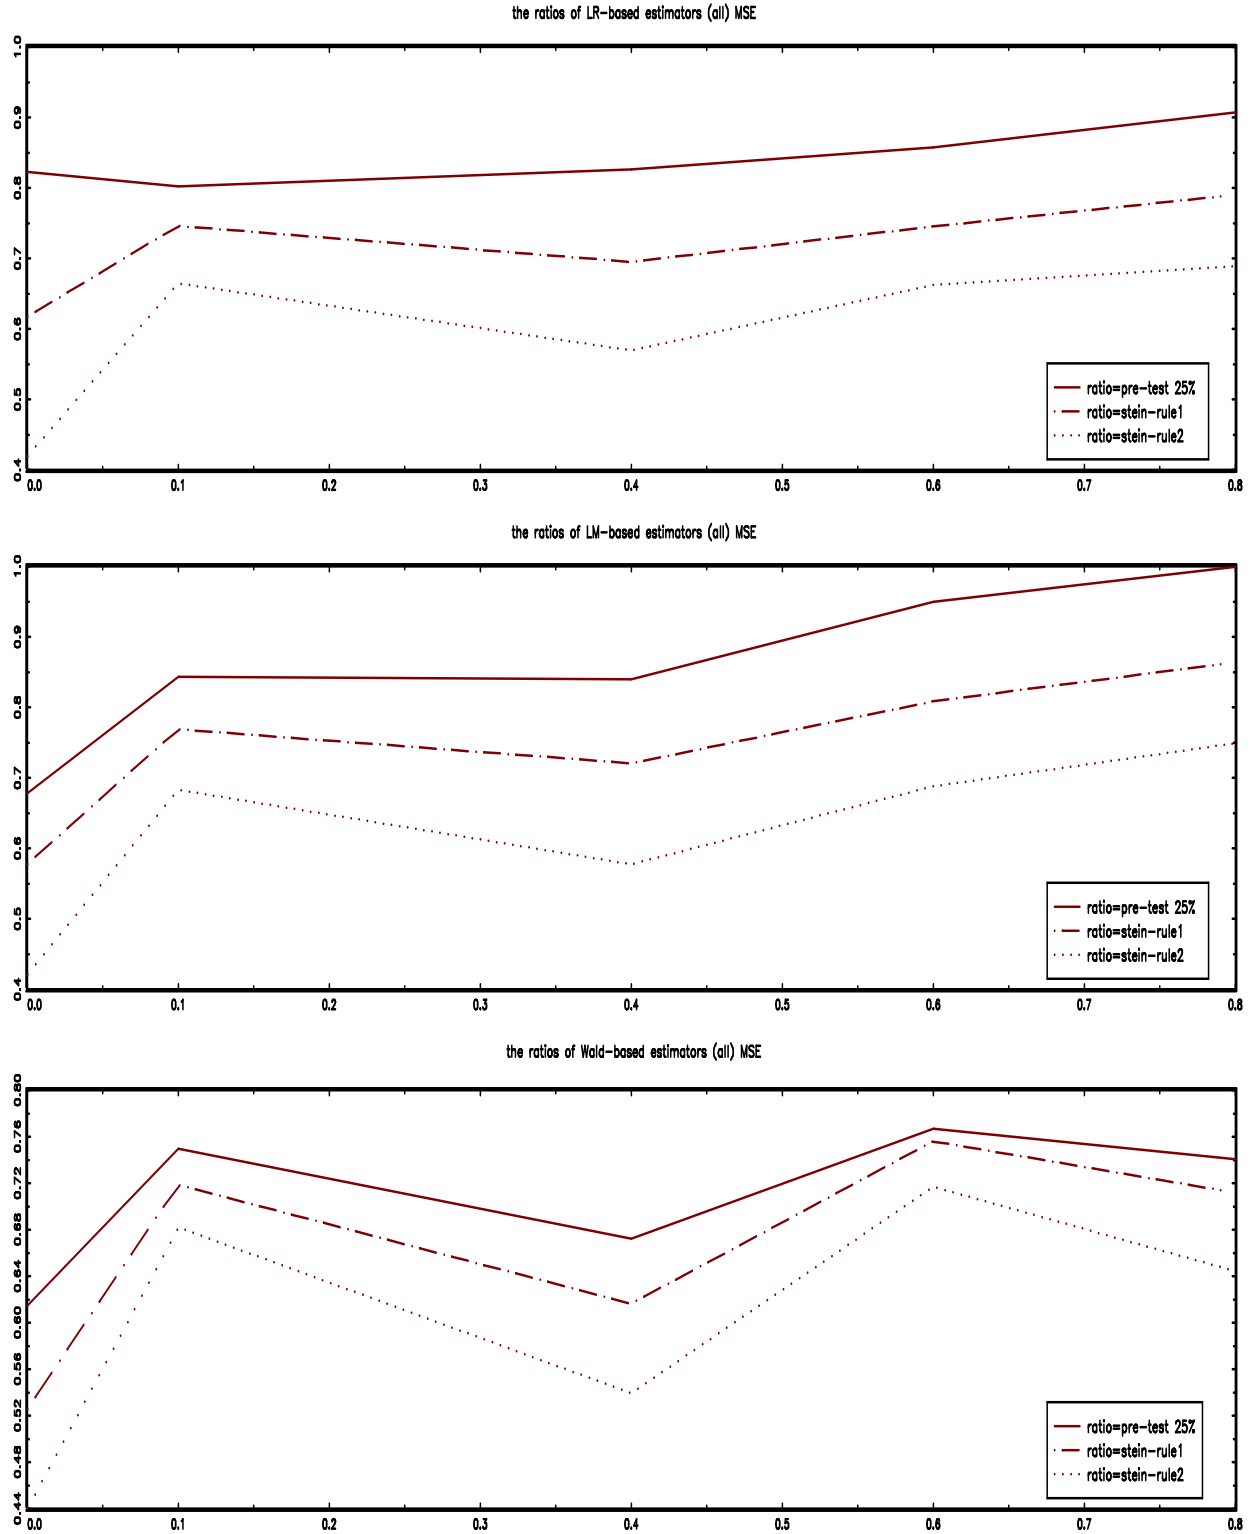 the ratios of LR-based estimators (all) MSE
1.0
0.9
0.8
0.7
0.6
0.5
0.4
ratio=pre-test 25%
ratio=stein-rule1
ratio=stein-rule2
0.0 0.1 0.2 0.3 0.4 0.5 0.6 0.7 0.8
the ratios of LM-based estimators (all) MSE
1.0
0.9
0.8
0.7
0.6
0.5
0.4
ratio=pre-test 25%
ratio=stein-rule1
ratio=stein-rule2
0.0 0.1 0.2 0.3 0.4 0.5 0.6 0.7 0.8
the ratios of Wald-based estimators (all) MSE
0.80
0.76
0.72
0.68
0.64
0.60
0.56
0.52
0.48
0.44
ratio=pre-test 25%
ratio=stein-rule1
ratio=stein-rule2
0.0 0.1 0.2 0.3 0.4 0.5 0.6 0.7 0.8